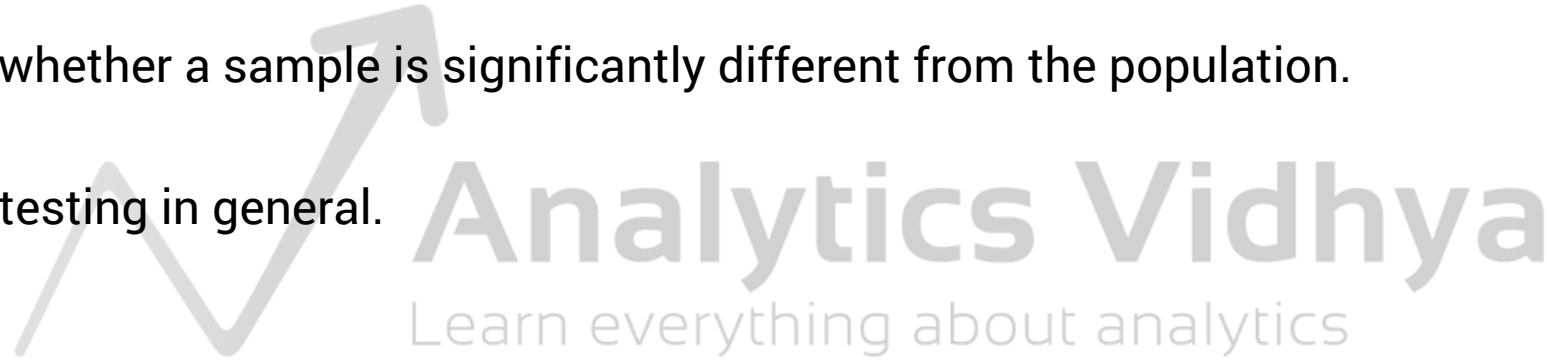 whether a sample is significantly different from the population.
testing in general.
Analytics Vidhya
Learn everything about analytics